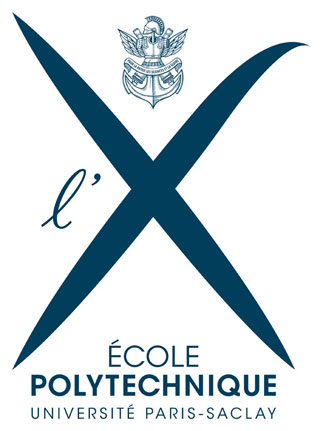 l'X
ÉCOLE
POLYTECHNIQUE
UNIVERSITÉ PARIS-SACLAY